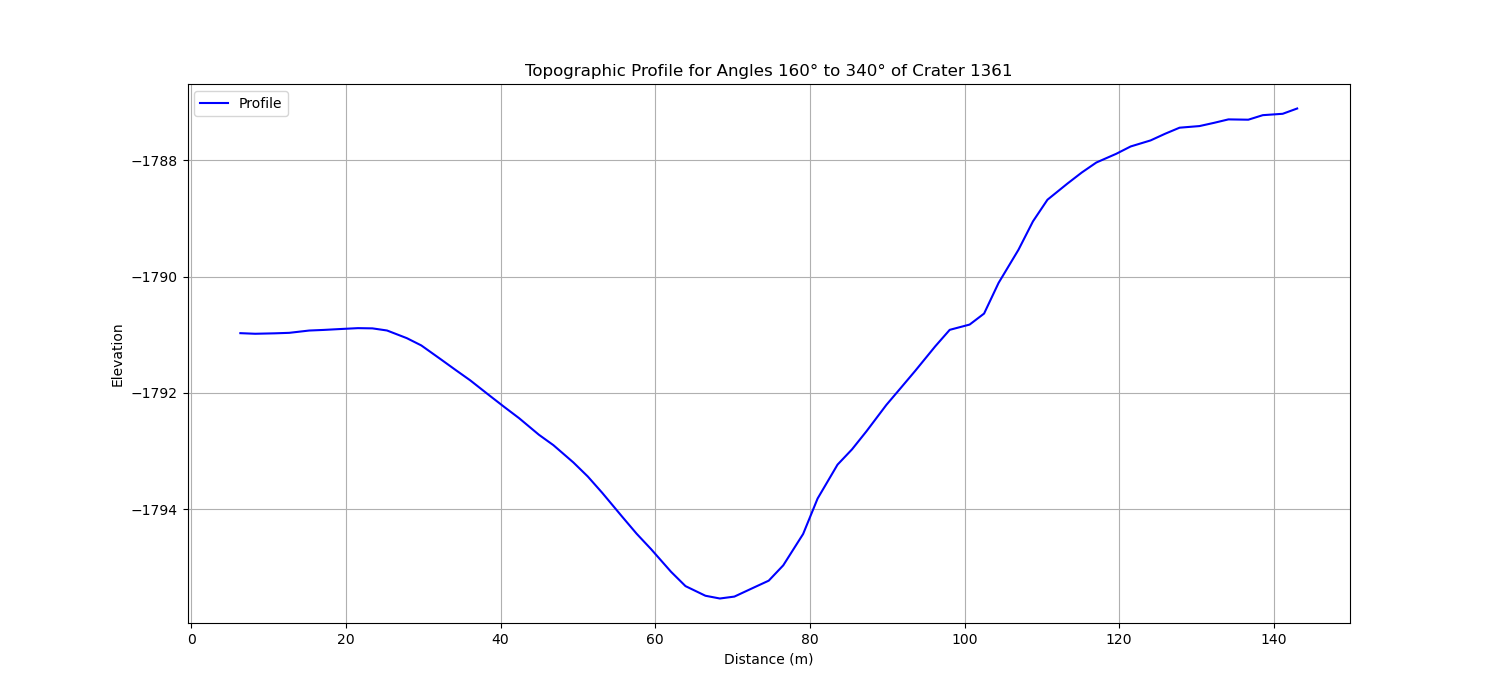 Topographic Profile for Angles 160° to 340° of Crater 1361
Profile
−1788
−1790
−1792
−1794
Elevation
0 20 40 60 80 100 120 140
Distance (m)